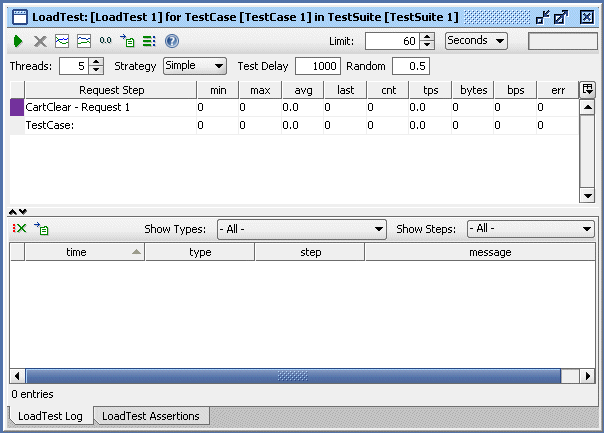 LoadTest: [LoadTest 1] for TestCase [TestCase 1] in TestSuite [TestSuite 1]
0.0 ? Limit: 60 Seconds
Threads: 5 Strategy Simple Test Delay 1000 Random 0.5
Request Step min max avg last cnt tps bytes bps err
CartClear - Request 1 0 0 0.0 0 0 0 0 0 0
TestCase: 0 0 0.0 0 0 0 0 0 0
Show Types: - All - Show Steps: - All -
time type step message
0 entries
LoadTest Log LoadTest Assertions